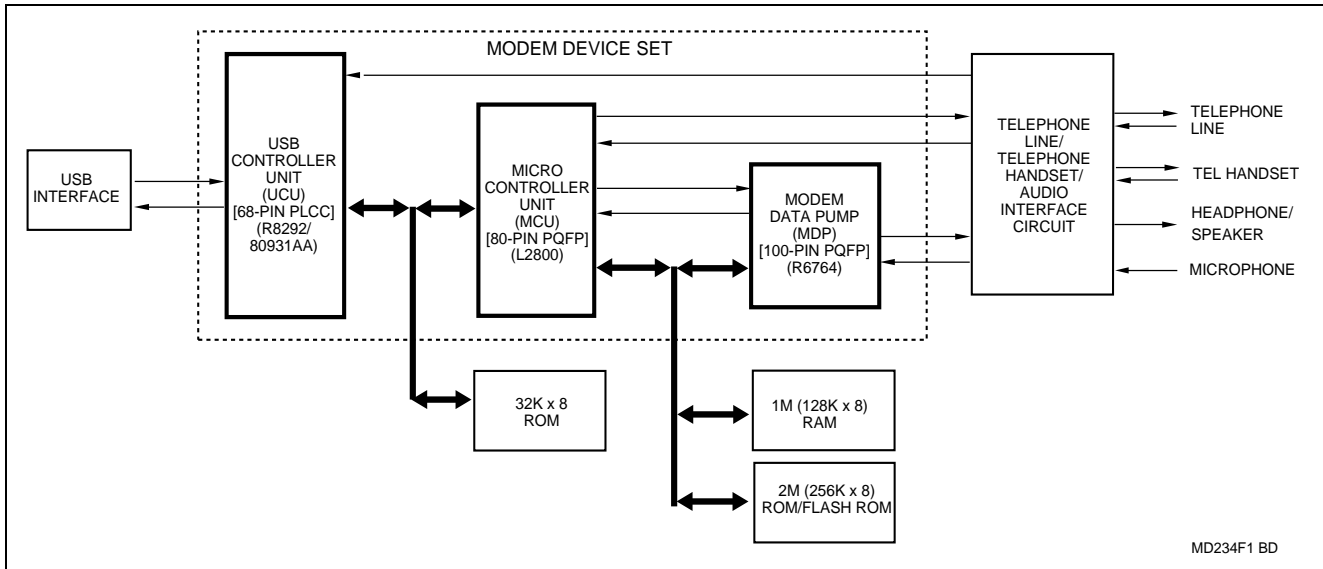 MODEM DEVICE SET
USB
INTERFACE
USB
CONTROLLER
UNIT
(UCU)
[68-PIN PLCC]
(R8292/
80931AA)
MICRO
CONTROLLER
UNIT
(MCU)
[80-PIN PQFP]
(L2800)
MODEM
DATA PUMP
(MDP)
[100-PIN PQFP]
(R6764)
TELEPHONE
LINE/
TELEPHONE
HANDSET/
AUDIO
INTERFACE
CIRCUIT
TELEPHONE
LINE
TEL HANDSET
HEADPHONE/
SPEAKER
MICROPHONE
32K x 8
ROM
1M (128K x 8)
RAM
2M (256K x 8)
ROM/FLASH ROM
MD234F1 BD